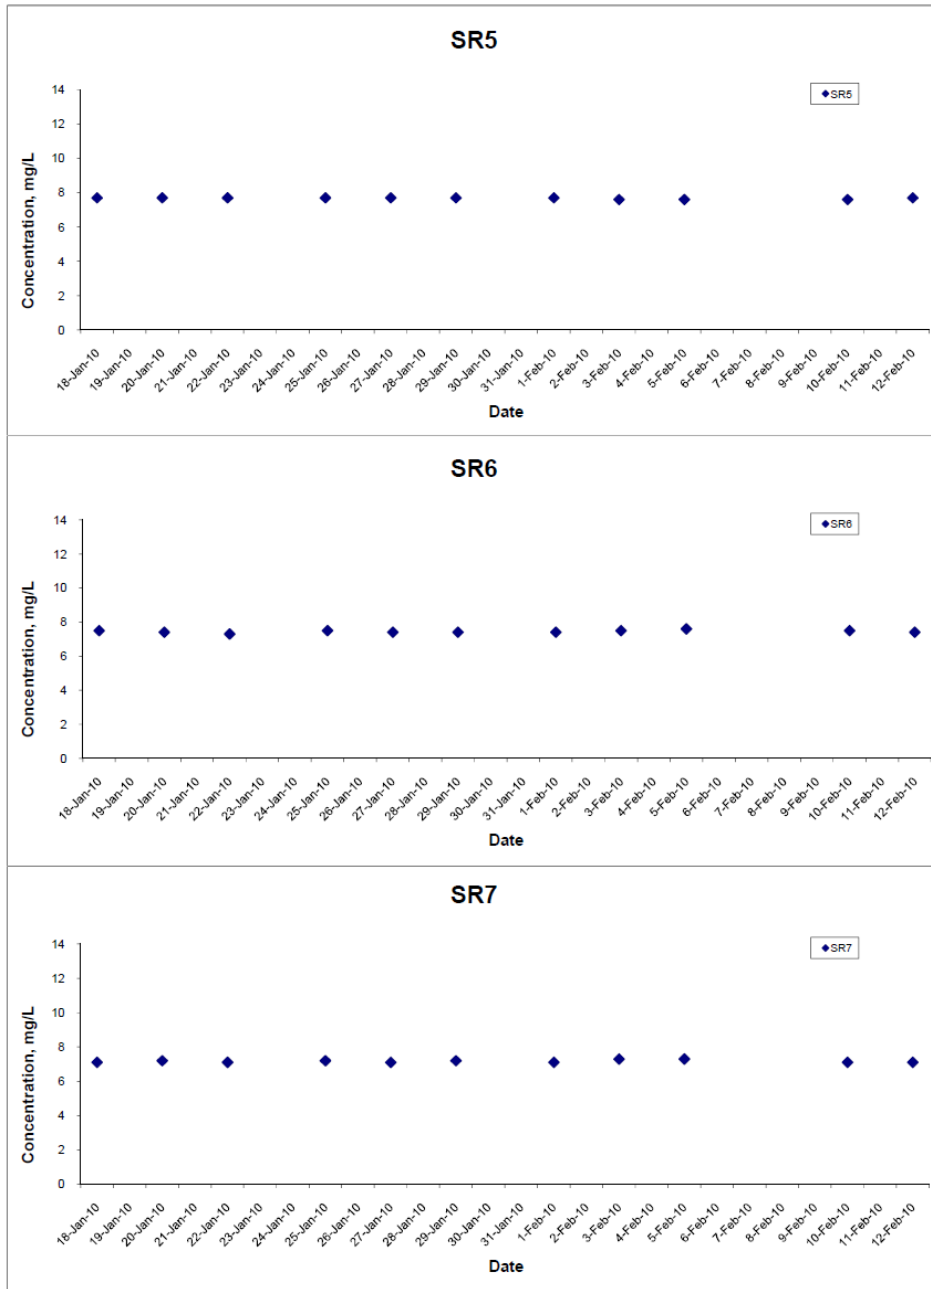 SR5
SR5
14
12
10
8
6
4
2
0
Concentration, mg/L
18-Jan-10 19-Jan-10 20-Jan-10 21-Jan-10 22-Jan-10 23-Jan-10 24-Jan-10 25-Jan-10 26-Jan-10 27-Jan-10 28-Jan-10 29-Jan-10 30-Jan-10 31-Jan-10 1-Feb-10 2-Feb-10 3-Feb-10 4-Feb-10 5-Feb-10 6-Feb-10 7-Feb-10 8-Feb-10 9-Feb-10 10-Feb-10 11-Feb-10 12-Feb-10
Date
SR6
SR6
14
12
10
8
6
4
2
0
Concentration, mg/L
18-Jan-10 19-Jan-10 20-Jan-10 21-Jan-10 22-Jan-10 23-Jan-10 24-Jan-10 25-Jan-10 26-Jan-10 27-Jan-10 28-Jan-10 29-Jan-10 30-Jan-10 31-Jan-10 1-Feb-10 2-Feb-10 3-Feb-10 4-Feb-10 5-Feb-10 6-Feb-10 7-Feb-10 8-Feb-10 9-Feb-10 10-Feb-10 11-Feb-10 12-Feb-10
Date
SR7
SR7
14
12
10
8
6
4
2
0
Concentration, mg/L
18-Jan-10 19-Jan-10 20-Jan-10 21-Jan-10 22-Jan-10 23-Jan-10 24-Jan-10 25-Jan-10 26-Jan-10 27-Jan-10 28-Jan-10 29-Jan-10 30-Jan-10 31-Jan-10 1-Feb-10 2-Feb-10 3-Feb-10 4-Feb-10 5-Feb-10 6-Feb-10 7-Feb-10 8-Feb-10 9-Feb-10 10-Feb-10 11-Feb-10 12-Feb-10
Date